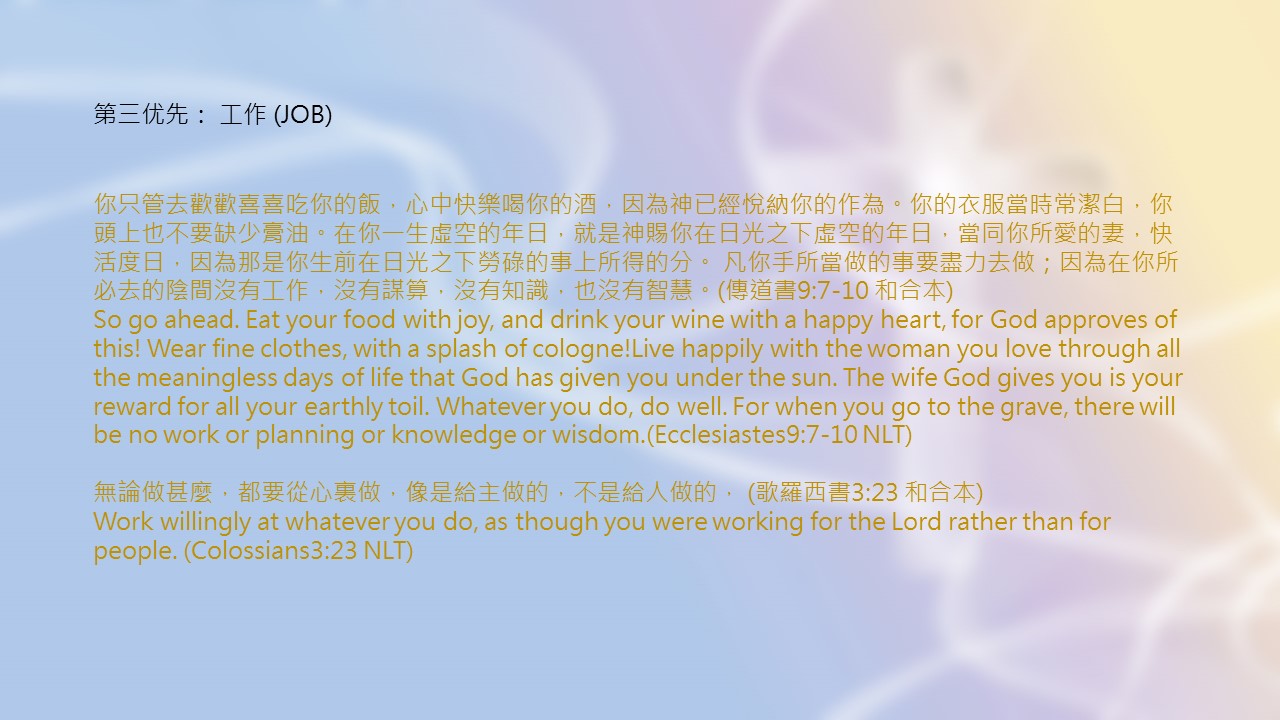 第三优先： 工作 (JOB)
你只管去歡歡喜喜吃你的飯，心中快樂喝你的酒，因為神已經悅納你的作為。你的衣服當時常潔白，你
頭上也不要缺少膏油。在你一生虛空的年日，就是神賜你在日光之下虛空的年日，當同你所愛的妻，快
活度日，因為那是你生前在日光之下勞碌的事上所得的分。 凡你手所當做的事要盡力去做；因為在你所
必去的陰間沒有工作，沒有謀算，沒有知識，也沒有智慧。(傳道書9:7-10 和合本)
So go ahead. Eat your food with joy, and drink your wine with a happy heart, for God approves of
this! Wear fine clothes, with a splash of cologne!Live happily with the woman you love through all
the meaningless days of life that God has given you under the sun. The wife God gives you is your
reward for all your earthly toil. Whatever you do, do well. For when you go to the grave, there will
be no work or planning or knowledge or wisdom.(Ecclesiastes9:7-10 NLT)
無論做甚麼，都要從心裏做，像是給主做的，不是給人做的， (歌羅西書3:23 和合本)
Work willingly at whatever you do, as though you were working for the Lord rather than for
people. (Colossians3:23 NLT)